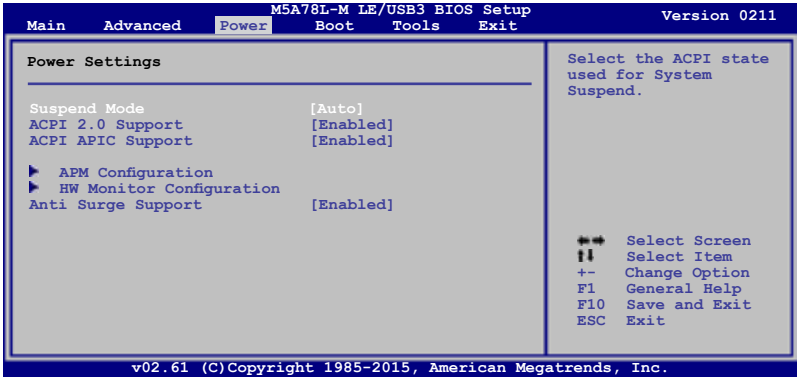 M5A78L-M LE/USB3 BIOS Setup
Version 0211
Main Advanced Power Boot Tools Exit
Power Settings
Suspend Mode [Auto]
ACPI 2.0 Support [Enabled]
ACPI APIC Support [Enabled]
APM Configuration
HW Monitor Configuration
Anti Surge Support [Enabled]
Select the ACPI state
used for System
Suspend.
Select Screen
Select Item
+- Change Option
F1 General Help
F10 Save and Exit
ESC Exit
v02.61 (C)Copyright 1985-2015, American Megatrends, Inc.